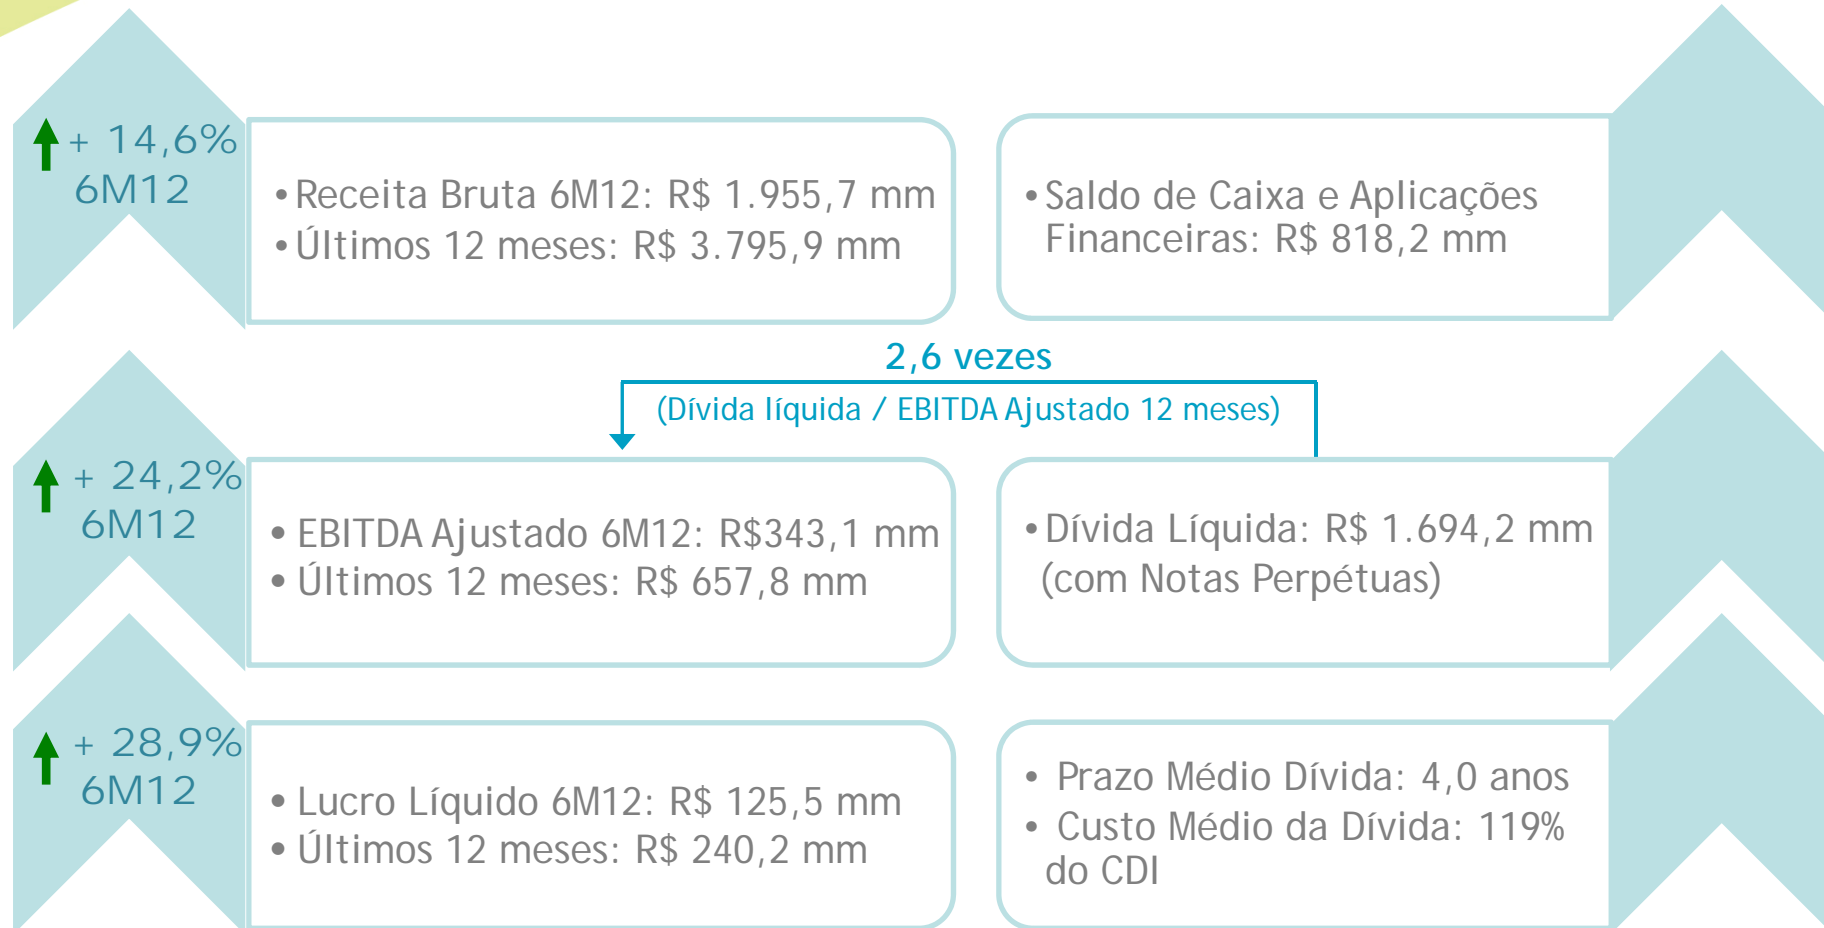 + 14,6%
6M12
• Receita Bruta 6M12: R$ 1.955,7 mm
• Últimos 12 meses: R$ 3.795,9 mm
• Saldo de Caixa e Aplicações
Financeiras: R$ 818,2 mm
2,6 vezes
(Dívida líquida / EBITDA Ajustado 12 meses)
+ 24,2%
6M12
• EBITDA Ajustado 6M12: R$343,1 mm
• Últimos 12 meses: R$ 657,8 mm
• Dívida Líquida: R$ 1.694,2 mm
(com Notas Perpétuas)
+ 28,9%
6M12
• Lucro Líquido 6M12: R$ 125,5 mm
• Últimos 12 meses: R$ 240,2 mm
• Prazo Médio Dívida: 4,0 anos
• Custo Médio da Dívida: 119%
do CDI